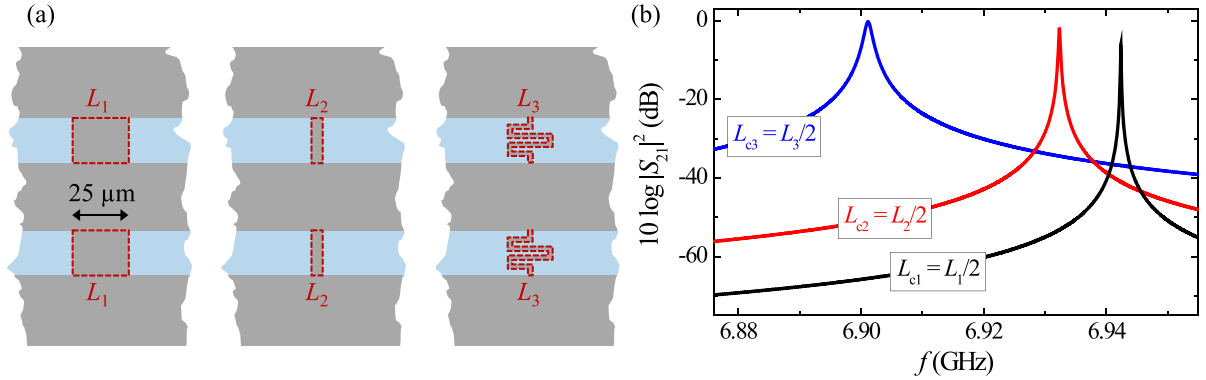 (a)
L1 L2 L3
25 µm
L1 L2 L3
(b)
10 log |S21|² (dB)
0
-20
-40
-60
Lc3 = L3/2
Lc2 = L2/2
Lc1 = L1/2
6.88 6.90 6.92 6.94
f (GHz)